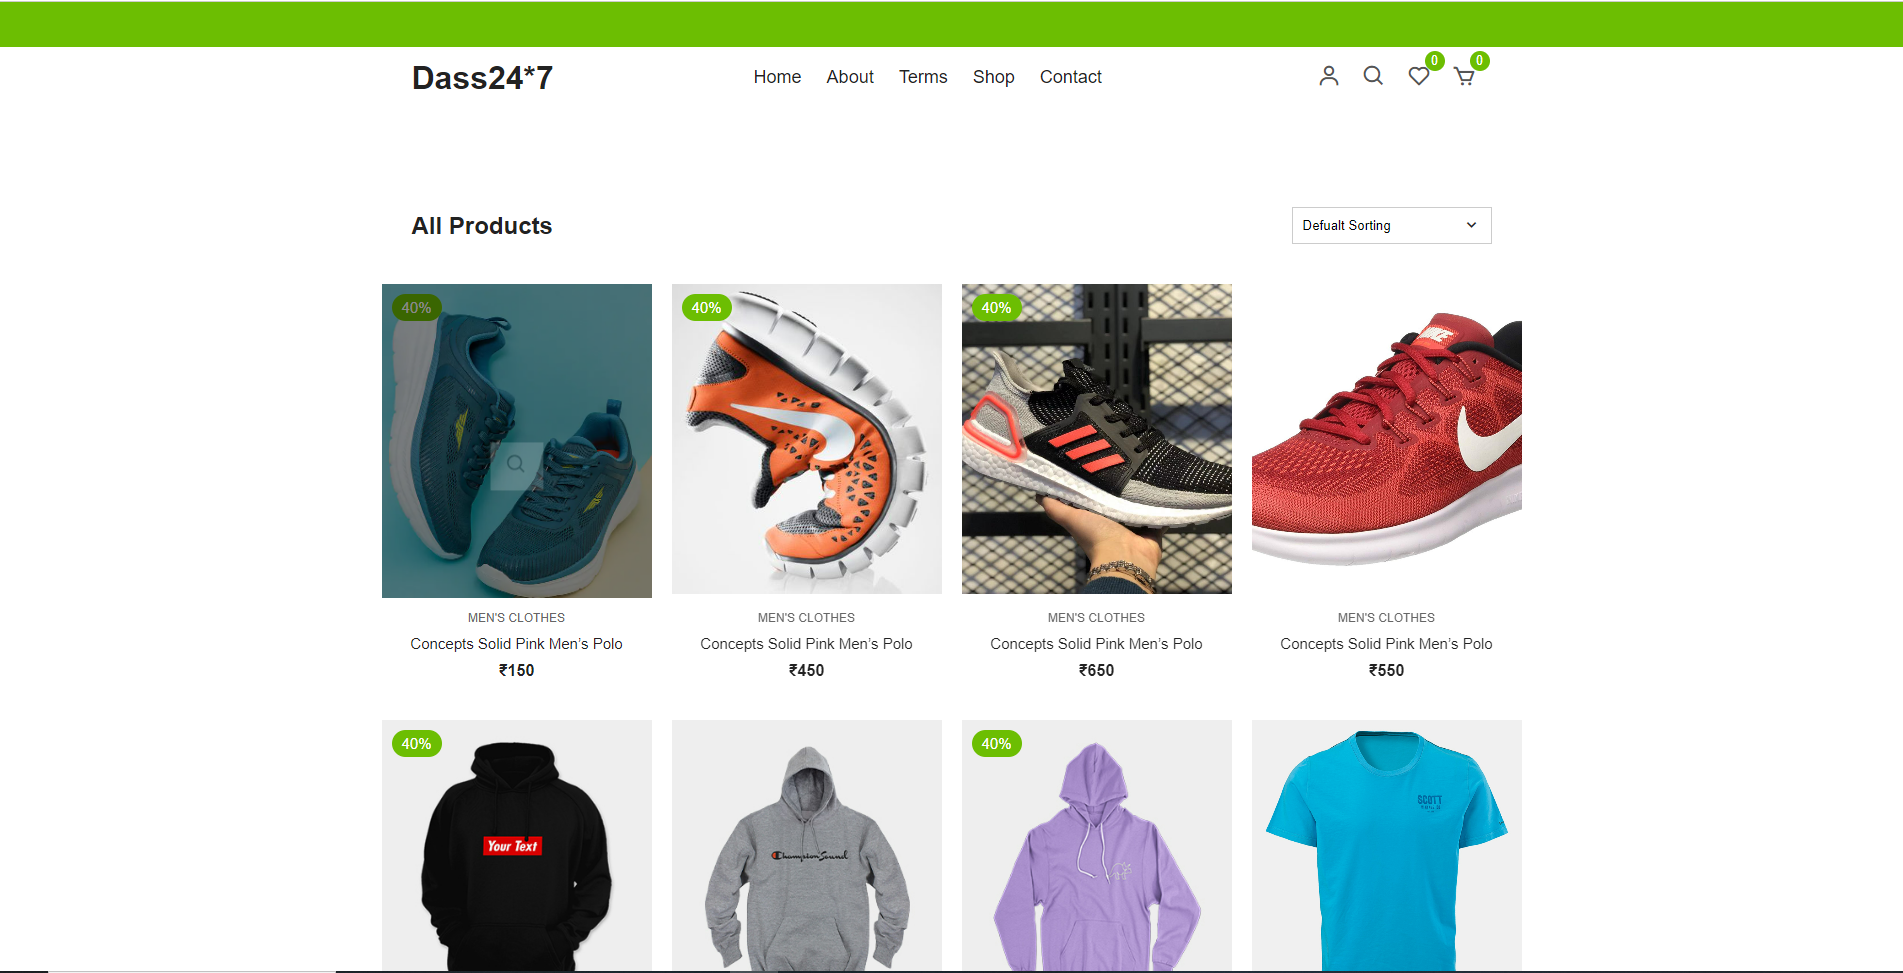 Dass24*7
Home About Terms Shop Contact
0 0
All Products
Defualt Sorting
40% 40% 40%
MEN'S CLOTHES MEN'S CLOTHES MEN'S CLOTHES MEN'S CLOTHES
Concepts Solid Pink Men’s Polo Concepts Solid Pink Men’s Polo Concepts Solid Pink Men’s Polo Concepts Solid Pink Men’s Polo
₹150 ₹450 ₹650 ₹550
40% 40%
Your Text
Champion Sound
SCOTT